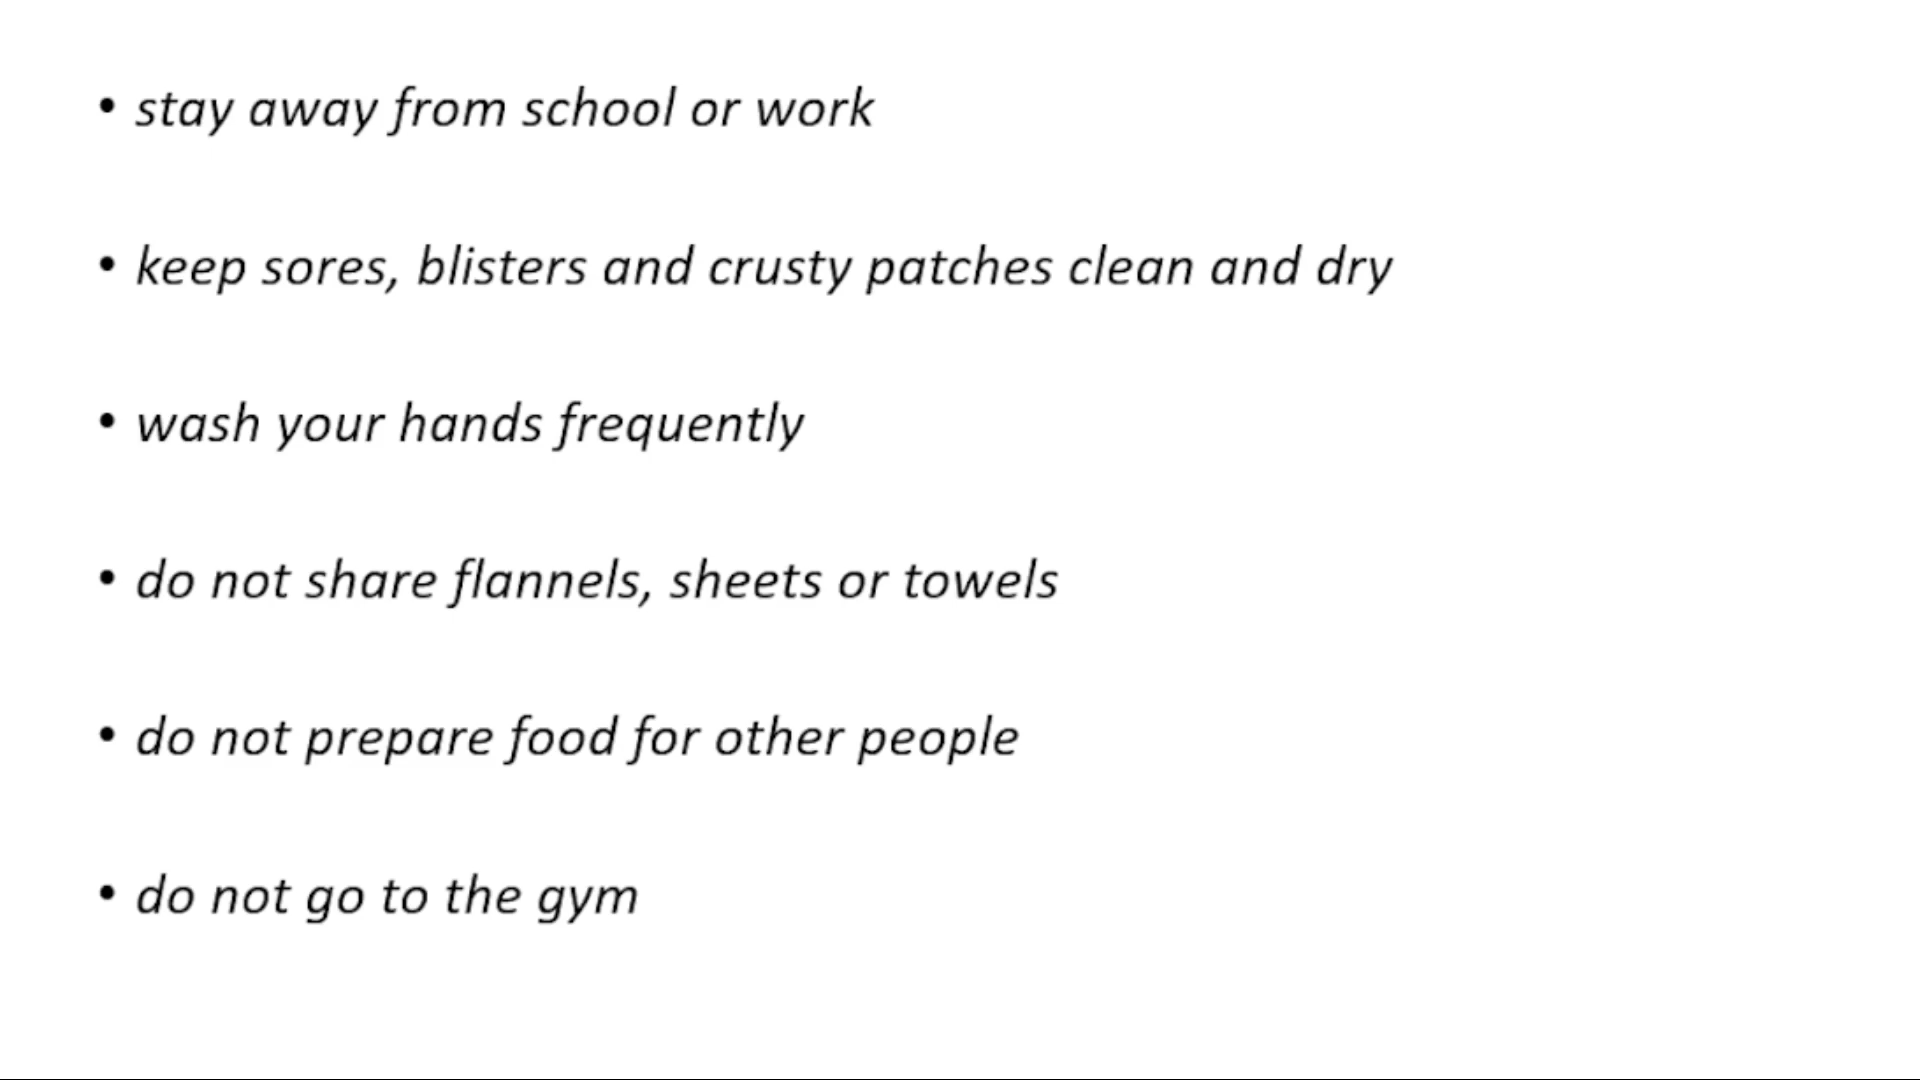 • stay away from school or work
• keep sores, blisters and crusty patches clean and dry
• wash your hands frequently
• do not share flannels, sheets or towels
• do not prepare food for other people
• do not go to the gym